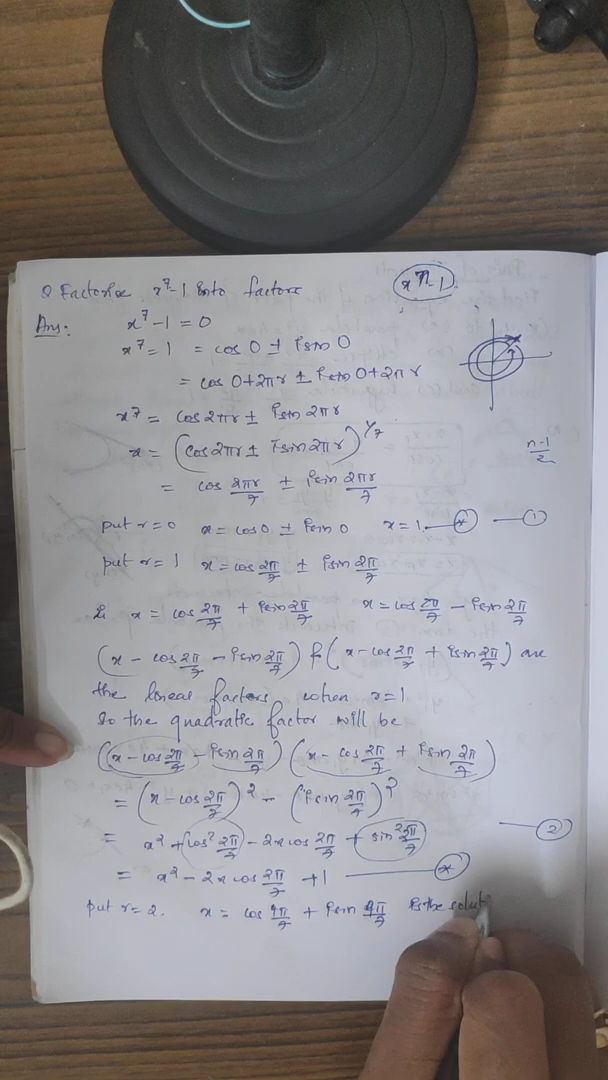 Q Factorise x⁷-1 into factors
xⁿ-1
Ans: x⁷-1=0
x⁷=1 = cos 0 ± i sin 0
= cos 0+2πr ± i sin 0+2πr
x⁷ = cos 2πr ± i sin 2πr
x = (cos 2πr ± i sin 2πr)^1/7
n-1/2
= cos 2πr/7 ± i sin 2πr/7
put r=0 x = cos 0 ± i sin 0 x=1 — * — 1
put r=1 x = cos 2π/7 ± i sin 2π/7
x = cos 2π/7 + i sin 2π/7 x = cos 2π/7 - i sin 2π/7
(x - cos 2π/7 - i sin 2π/7) & (x - cos 2π/7 + i sin 2π/7) are
the linear factors when r=1
So the quadratic factor will be
(x - cos 2π/7 - i sin 2π/7) (x - cos 2π/7 + i sin 2π/7)
= (x - cos 2π/7)² - (i sin 2π/7)²
= x² + cos² 2π/7 - 2x cos 2π/7 + sin² 2π/7 — 2
= x² - 2x cos 2π/7 + 1 — *
put r=2. x = cos 4π/7 + i sin 4π/7 is the solut